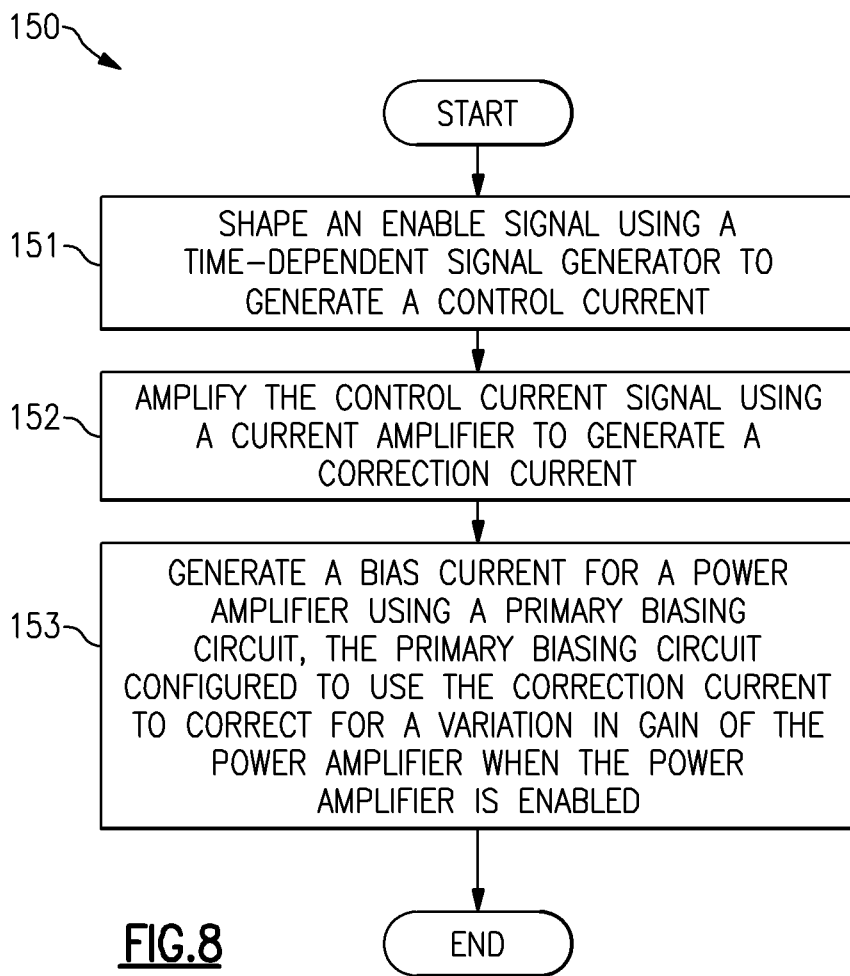 150
START
151
SHAPE AN ENABLE SIGNAL USING A
TIME-DEPENDENT SIGNAL GENERATOR TO
GENERATE A CONTROL CURRENT
152
AMPLIFY THE CONTROL CURRENT SIGNAL USING
A CURRENT AMPLIFIER TO GENERATE A
CORRECTION CURRENT
153
GENERATE A BIAS CURRENT FOR A POWER
AMPLIFIER USING A PRIMARY BIASING
CIRCUIT, THE PRIMARY BIASING CIRCUIT
CONFIGURED TO USE THE CORRECTION CURRENT
TO CORRECT FOR A VARIATION IN GAIN OF THE
POWER AMPLIFIER WHEN THE POWER
AMPLIFIER IS ENABLED
END
FIG.8